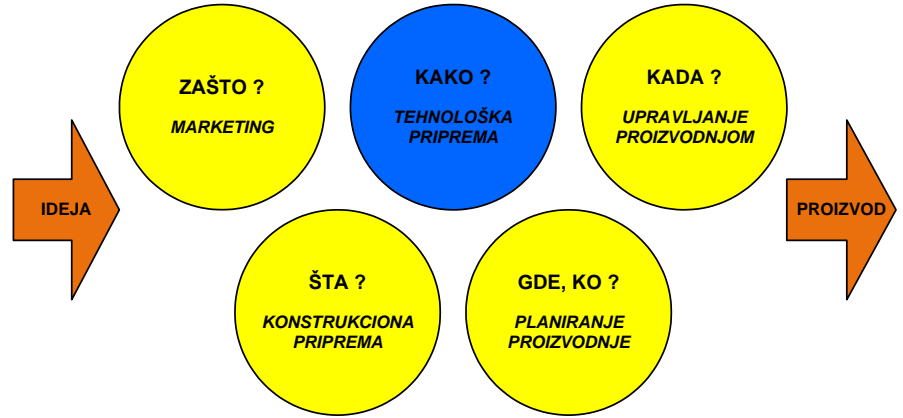 IDEJA
ZAŠTO ?
MARKETING
ŠTA ?
KONSTRUKCIONA
PRIPREMA
KAKO ?
TEHNOLOŠKA
PRIPREMA
GDE, KO ?
PLANIRANJE
PROIZVODNJE
KADA ?
UPRAVLJANJE
PROIZVODNJOM
PROIZVOD